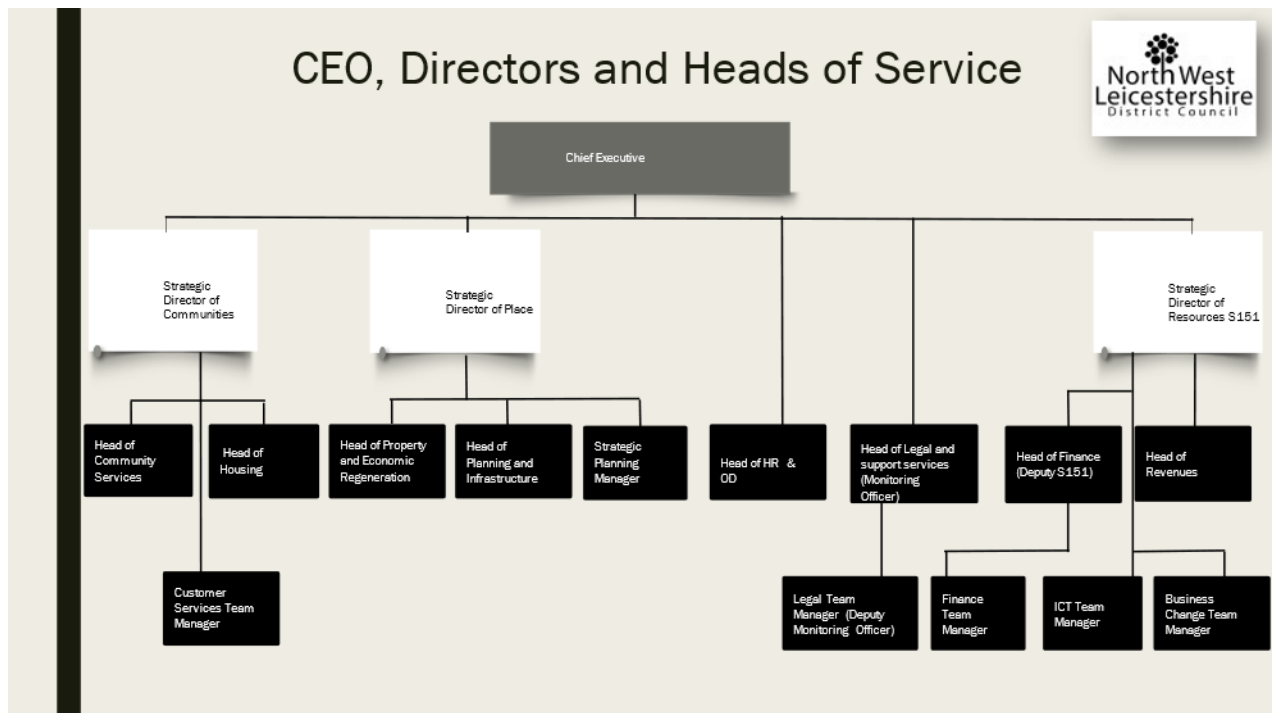 CEO, Directors and Heads of Service
North West
Leicestershire
District Council
Chief Executive
Strategic
Director of
Communities
Strategic
Director of Place
Strategic
Director of
Resources S151
Head of
Community
Services
Head of
Housing
Head of Property
and Economic
Regeneration
Head of
Planning and
Infrastructure
Strategic
Planning
Manager
Head of HR &
OD
Head of Legal and
support services
(Monitoring
Officer)
Head of Finance
(Deputy S151)
Head of
Revenues
Customer
Services Team
Manager
Legal Team
Manager (Deputy
Monitoring Officer)
Finance
Team
Manager
ICT Team
Manager
Business
Change Team
Manager